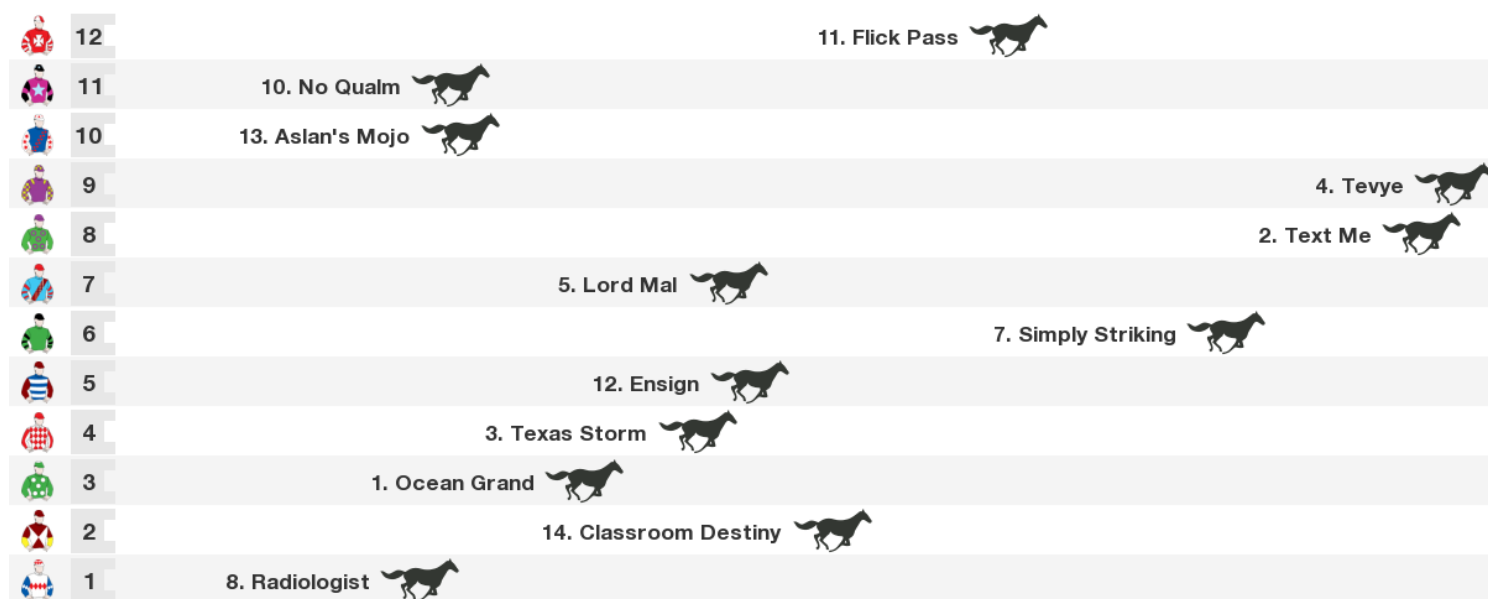 12 11. Flick Pass
11 10. No Qualm
10 13. Aslan's Mojo
9 4. Tevye
8 2. Text Me
7 5. Lord Mal
6 7. Simply Striking
5 12. Ensign
4 3. Texas Storm
3 1. Ocean Grand
2 14. Classroom Destiny
1 8. Radiologist